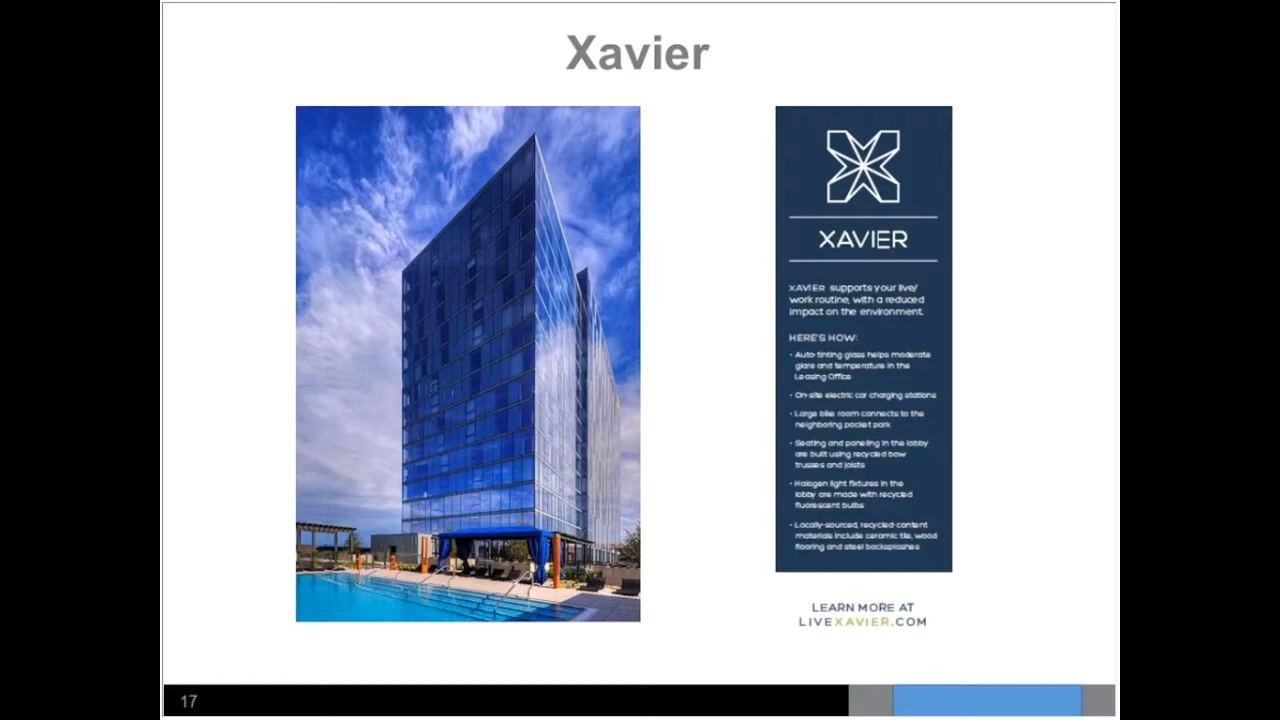 Xavier
XAVIER
XAVIER supports your live/
work routine, with a reduced
impact on the environment.
HERE'S HOW:
• Auto-tinting glass helps moderate
glare and temperature in the
Leasing Office
• On-site electric car charging stations
• Large bike room connects to the
neighboring pocket park
• Seating and paneling in the lobby
are built using recycled bow
trusses and joists
• Halogen light fixtures in the
lobby are made with recycled
fluorescent bulbs
• Locally-sourced, recycled-content
materials include ceramic tile, wood
flooring and steel backsplashes
LEARN MORE AT
LIVEXAVIER.COM
17